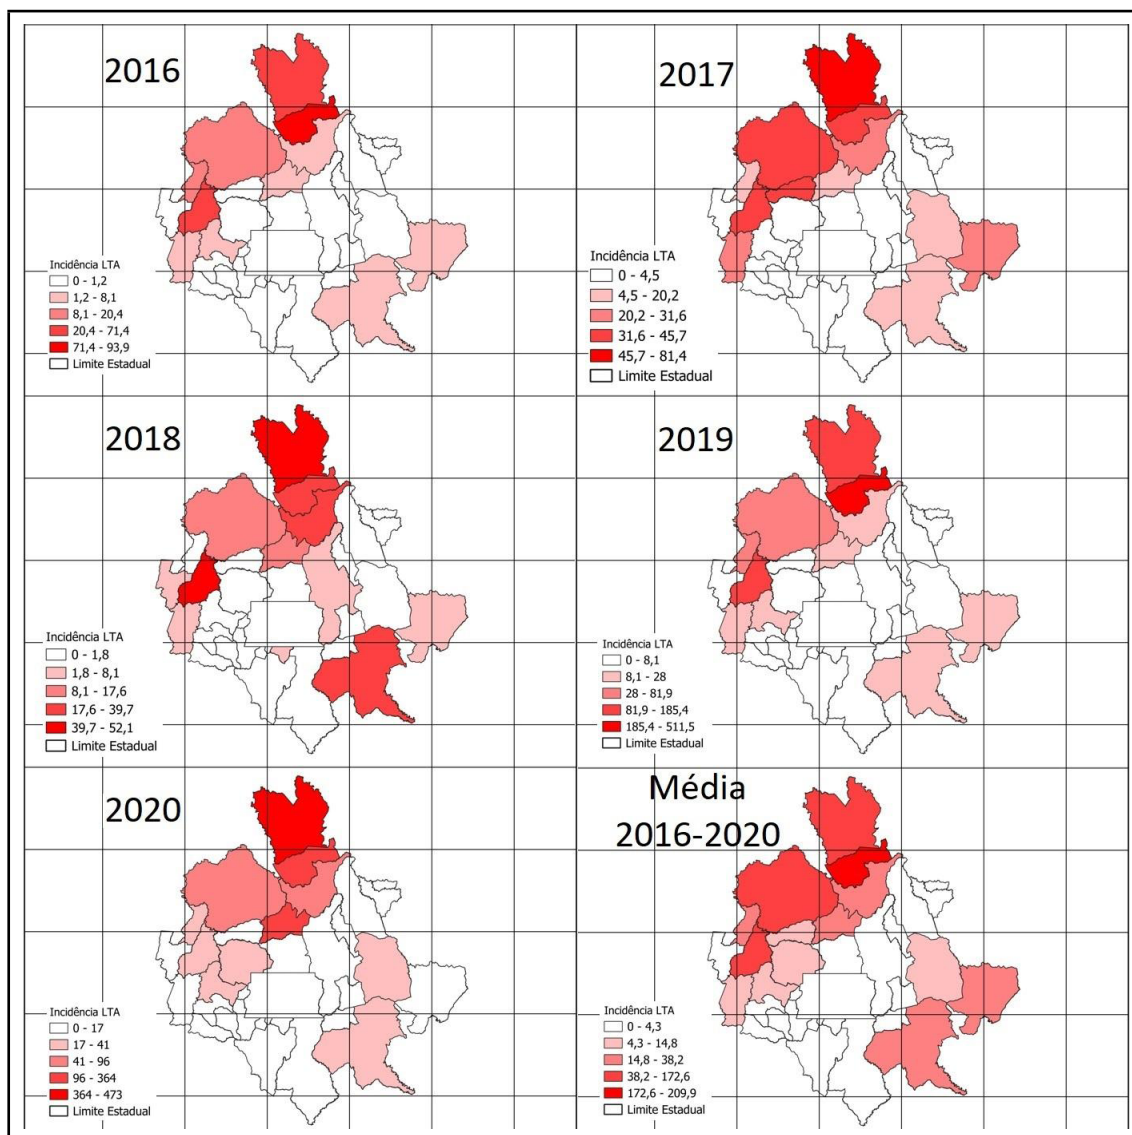 2016
Incidência LTA
0 - 1,2
1,2 - 8,1
8,1 - 20,4
20,4 - 71,4
71,4 - 93,9
Limite Estadual
2017
Incidência LTA
0 - 4,5
4,5 - 20,2
20,2 - 31,6
31,6 - 45,7
45,7 - 81,4
Limite Estadual
2018
Incidência LTA
0 - 1,8
1,8 - 8,1
8,1 - 17,6
17,6 - 39,7
39,7 - 52,1
Limite Estadual
2019
Incidência LTA
0 - 8,1
8,1 - 28
28 - 81,9
81,9 - 185,4
185,4 - 511,5
Limite Estadual
2020
Incidência LTA
0 - 17
17 - 41
41 - 96
96 - 364
364 - 473
Limite Estadual
Média
2016-2020
Incidência LTA
0 - 4,3
4,3 - 14,8
14,8 - 38,2
38,2 - 172,6
172,6 - 209,9
Limite Estadual